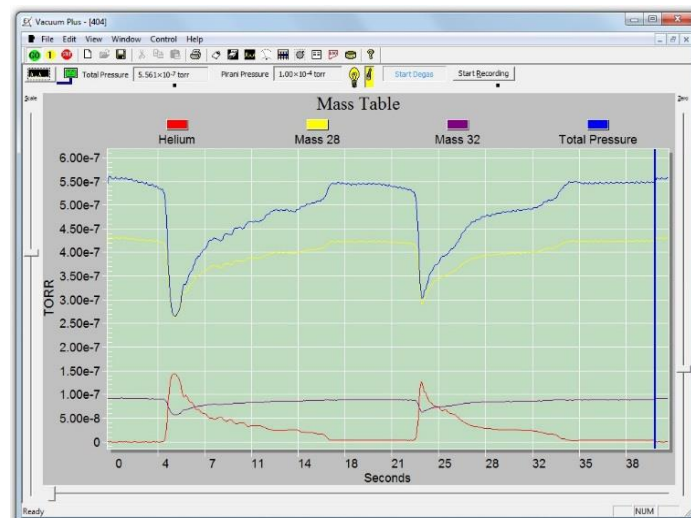 Vacuum Plus - [404]
File Edit View Window Control Help
GO 1
Total Pressure 5.561×10⁻⁷ torr Pirani Pressure 1.00×10⁻⁴ torr Start Degas Start Recording
Scale
Zero
Mass Table
Helium Mass 28 Mass 32 Total Pressure
6.00e-7
5.50e-7
5.00e-7
4.50e-7
4.00e-7
3.50e-7
3.00e-7
2.50e-7
2.00e-7
1.50e-7
1.00e-7
5.00e-8
0
TORR
0 4 7 11 14 18 21 25 28 32 35 38
Seconds
Ready NUM